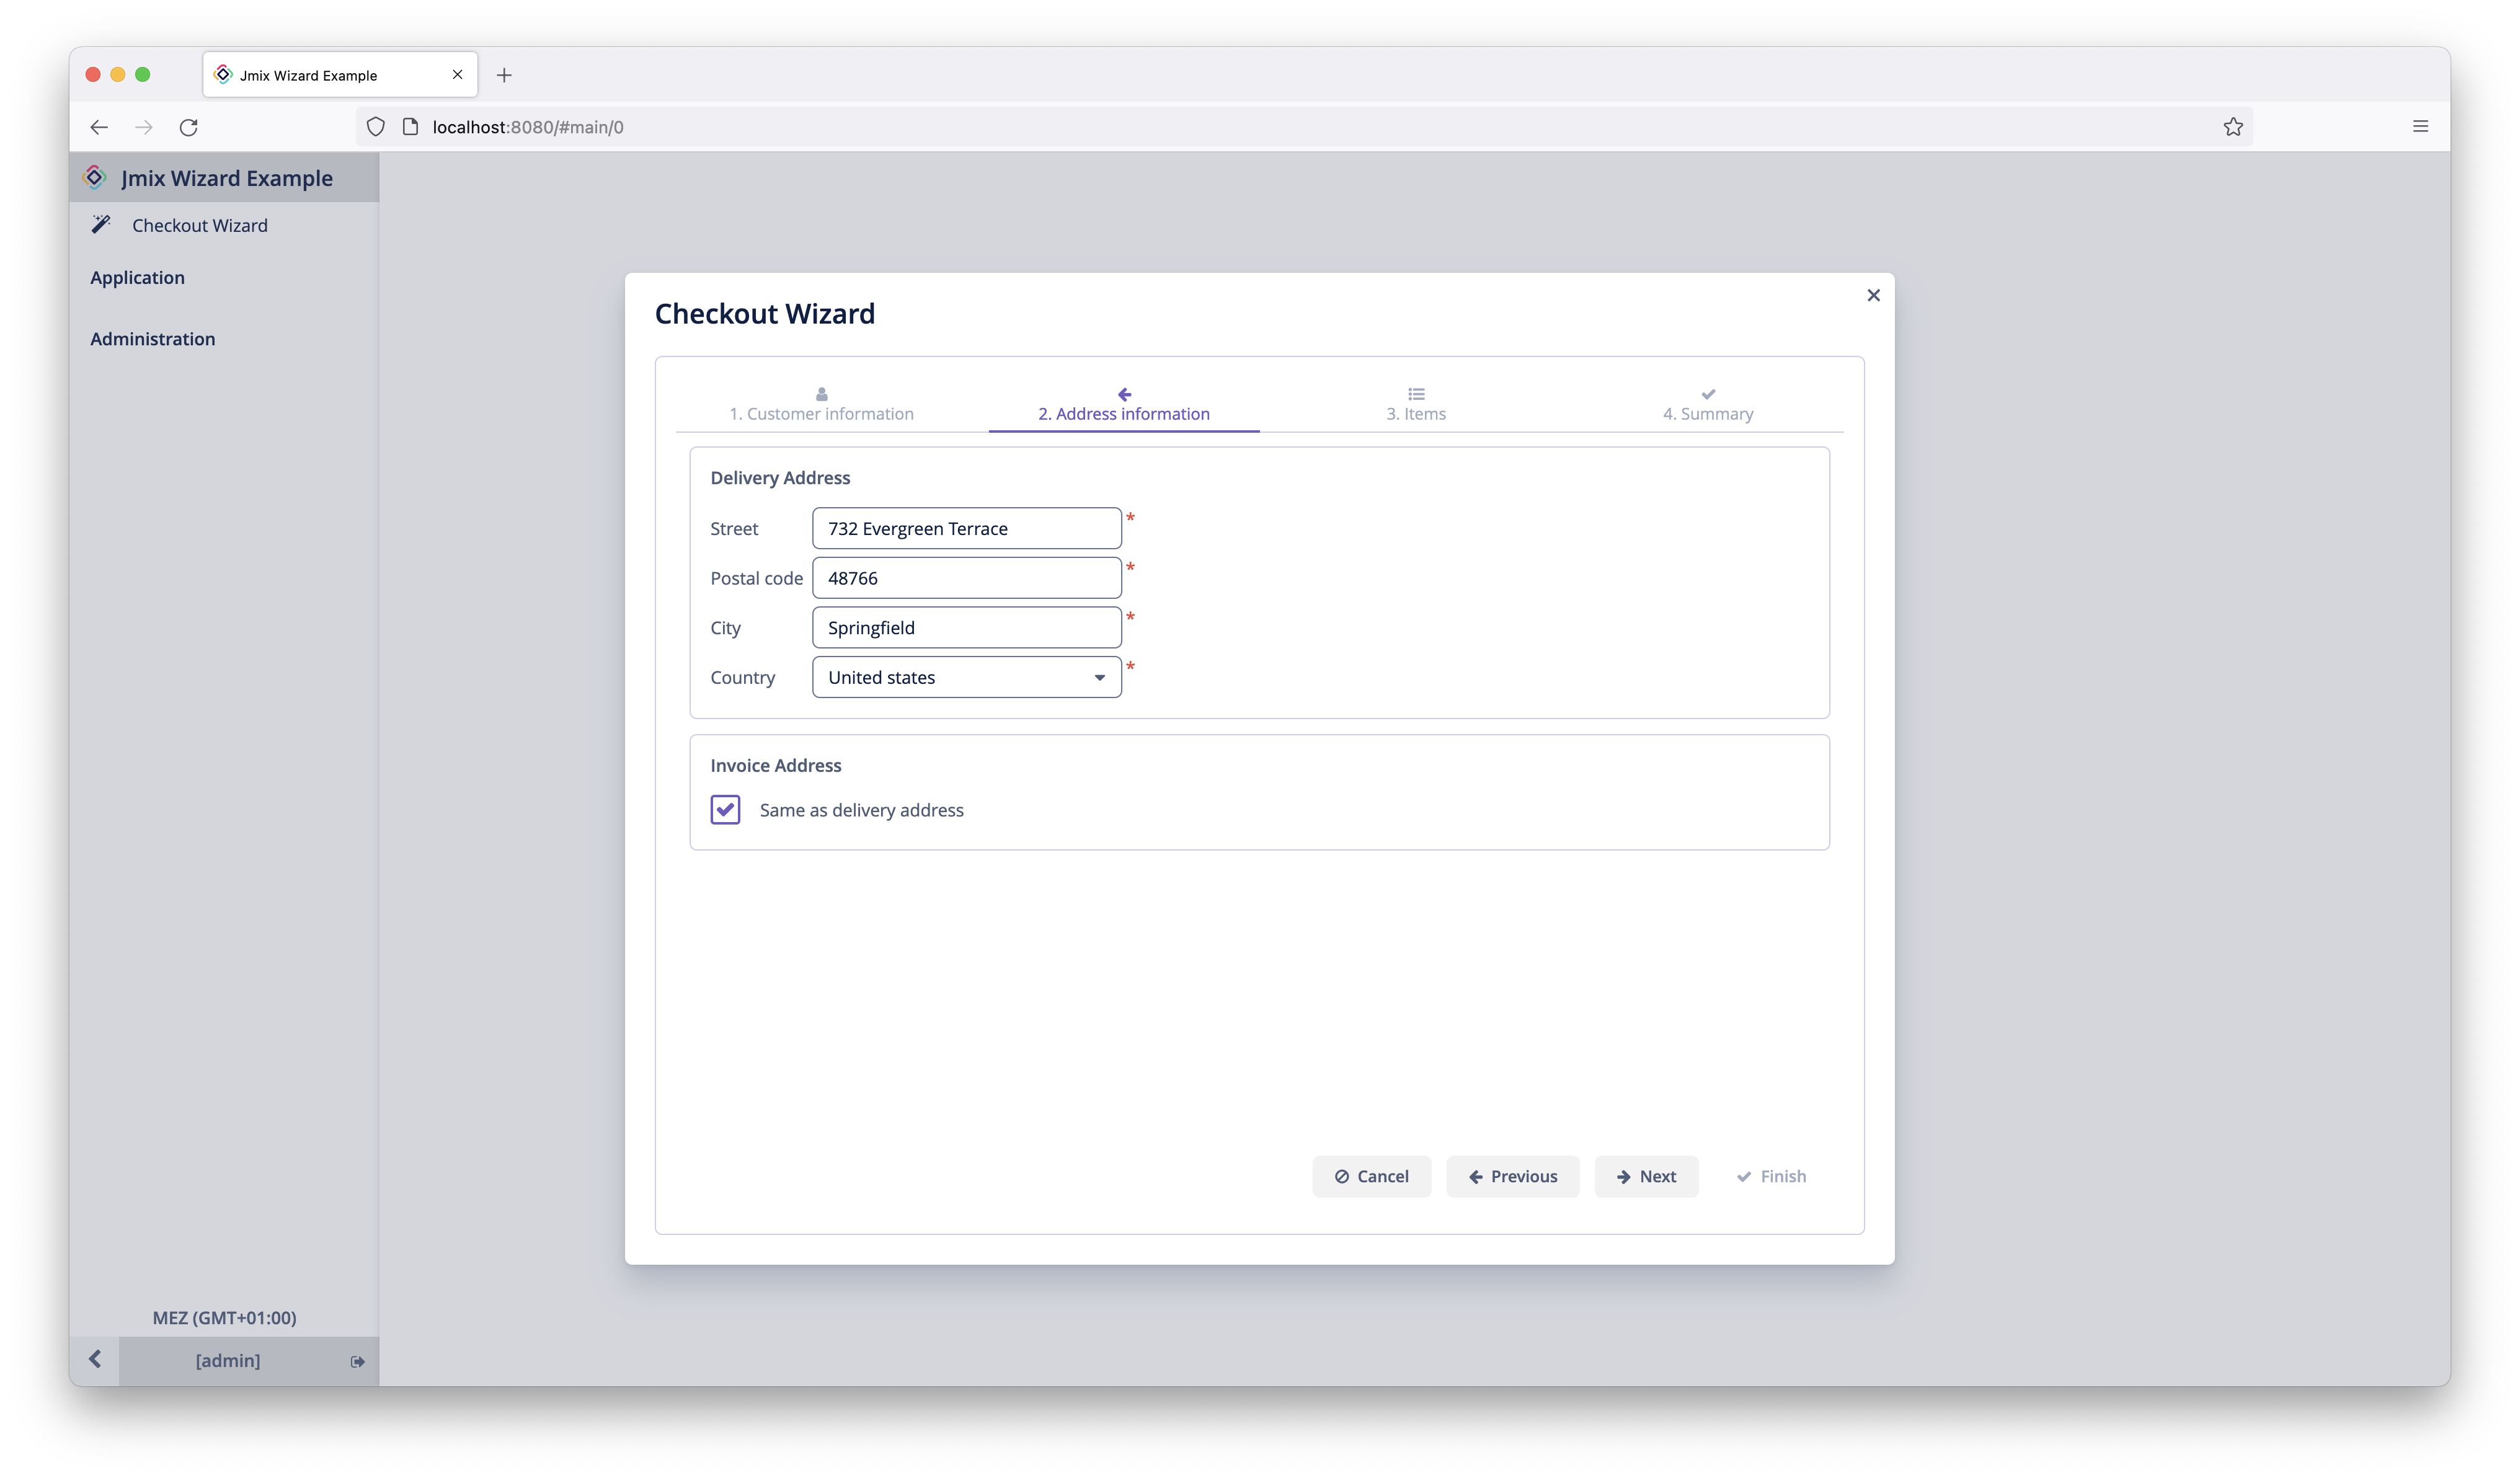 Jmix Wizard Example
localhost:8080/#main/0
Jmix Wizard Example
Checkout Wizard
Application
Administration
MEZ (GMT+01:00)
[admin]
Checkout Wizard
1. Customer information
2. Address information
3. Items
4. Summary
Delivery Address
Street
732 Evergreen Terrace
*
Postal code
48766
*
City
Springfield
*
Country
United states
*
Invoice Address
Same as delivery address
Cancel
Previous
Next
Finish